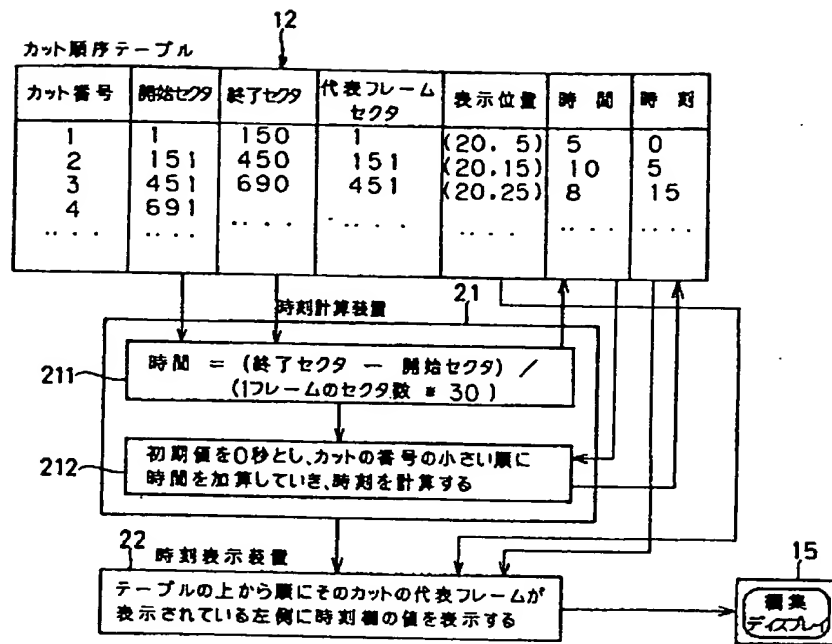 12
カット順序テーブル
カット番号 開始セクタ 終了セクタ 代表フレームセクタ 表示位置 時間 時刻
1 1 150 1 (20. 5) 5 0
2 151 450 151 (20.15) 10 5
3 451 690 451 (20.25) 8 15
4 691
‥‥ ‥‥ ‥‥ ‥‥ ‥‥ ‥‥ ‥‥
時刻計算装置 21
211
時間 = (終了セクタ - 開始セクタ) /
(1フレームのセクタ数 * 30)
212
初期値を0秒とし、カットの番号の小さい順に
時間を加算していき、時刻を計算する
22 時刻表示装置
テーブルの上から順にそのカットの代表フレームが
表示されている左側に時刻欄の値を表示する
15
編集
ディスプレイ